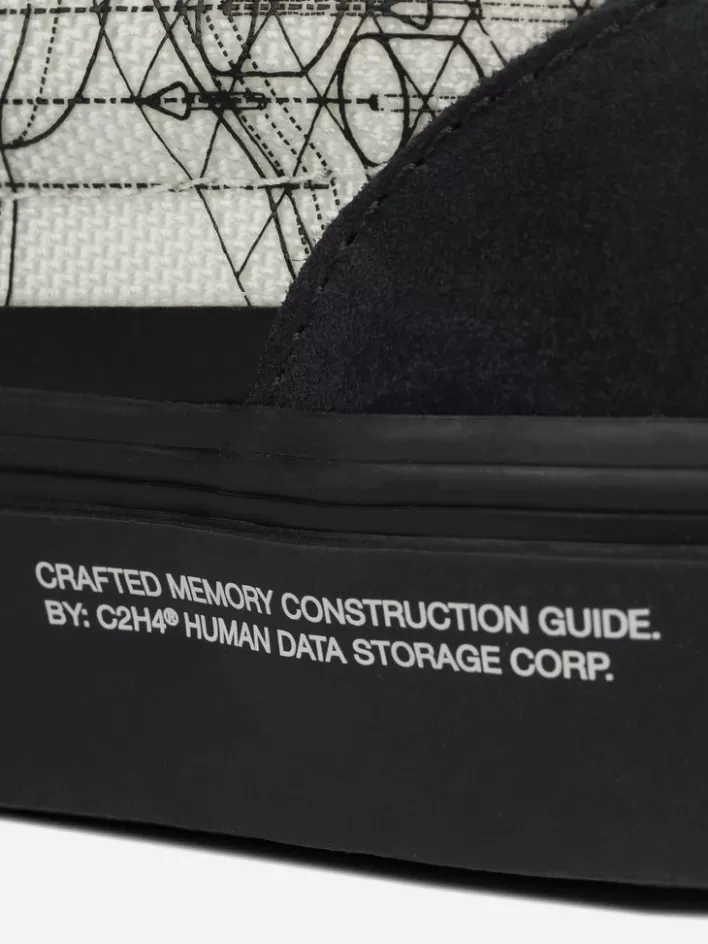 CRAFTED MEMORY CONSTRUCTION GUIDE.
BY: C2H4® HUMAN DATA STORAGE CORP.